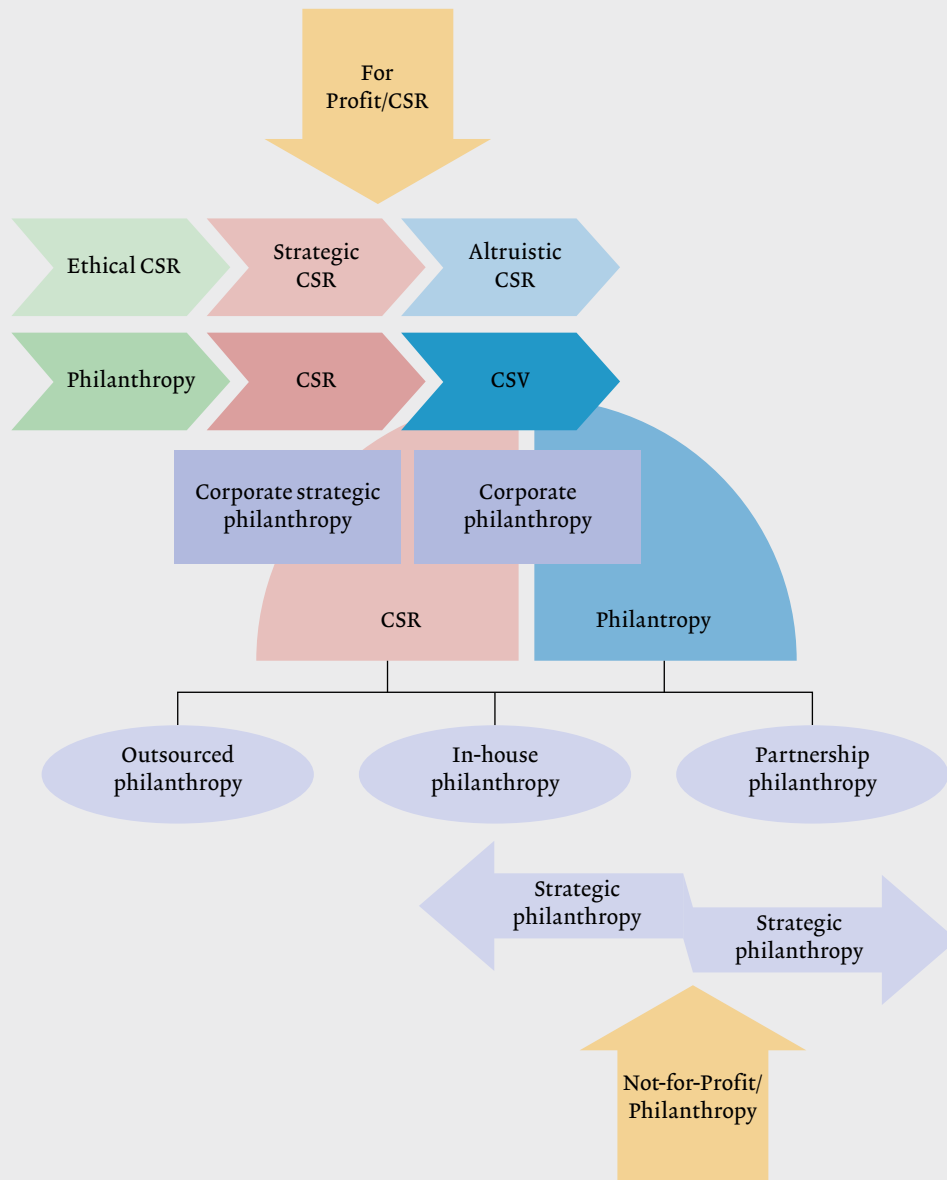 For
Profit/CSR
Ethical CSR
Strategic
CSR
Altruistic
CSR
Philanthropy
CSR
CSV
Corporate strategic
philanthropy
Corporate
philanthropy
CSR
Philantropy
Outsourced
philanthropy
In-house
philanthropy
Partnership
philanthropy
Strategic
philanthropy
Strategic
philanthropy
Not-for-Profit/
Philanthropy